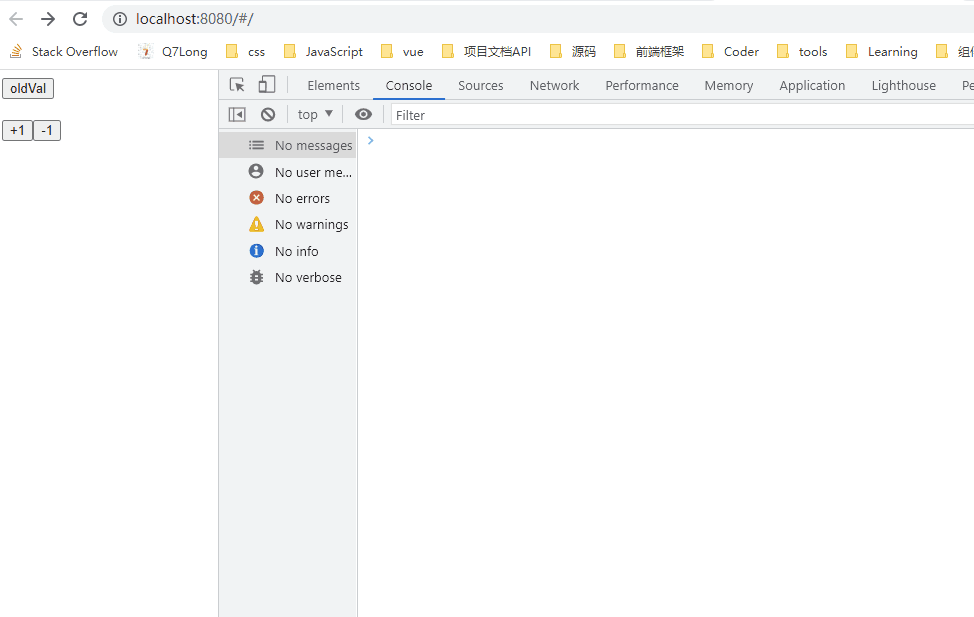 localhost:8080/#/
Stack Overflow Q7Long css JavaScript vue 项目文档API 源码 前端框架 Coder tools Learning 组件
oldVal
+1 -1
Elements Console Sources Network Performance Memory Application Lighthouse Pe
top ▼ Filter
No messages
No user me...
No errors
No warnings
No info
No verbose